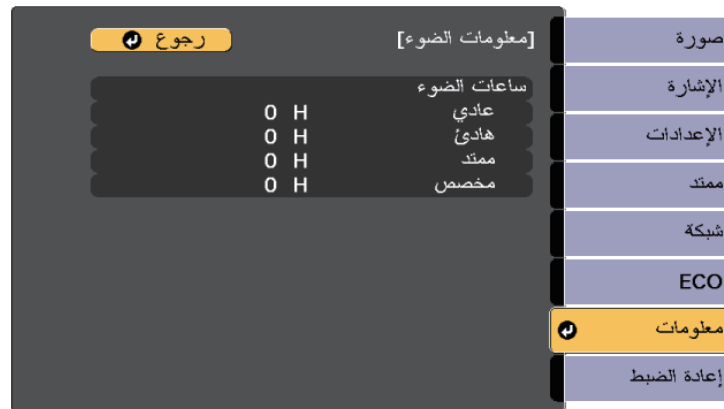 صورة
الإشارة
الإعدادات
ممتد
شبكة
ECO
معلومات
إعادة الضبط
[معلومات الضوء] رجوع
ساعات الضوء
عادي 0 H
هادئ 0 H
ممتد 0 H
مخصص 0 H